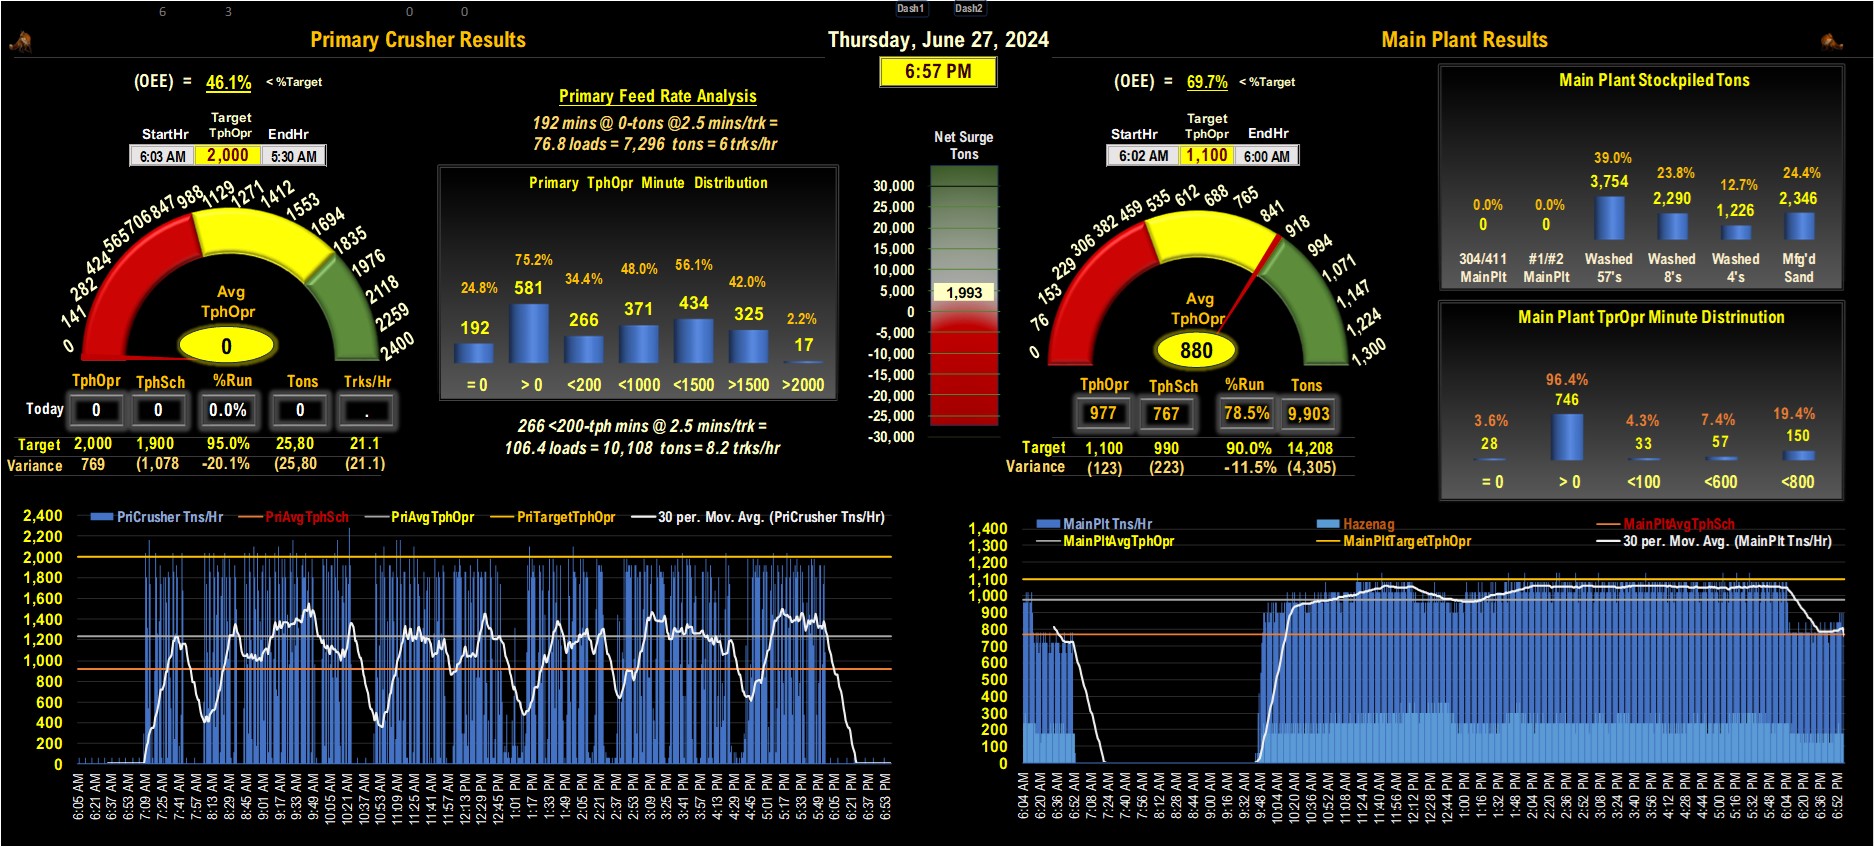 6 3 0 0 Dash1 Dash2
Primary Crusher Results
Thursday, June 27, 2024
Main Plant Results
6:57 PM
(OEE) = 46.1% < %Target
StartHr Target TphOpr EndHr
6:03 AM 2,000 5:30 AM
0 141 282 424 565 706 847 988 1129 1271 1412 1553 1694 1835 1976 2118 2259 2400
Avg
TphOpr
0
TphOpr TphSch %Run Tons Trks/Hr
Today 0 0 0.0% 0 .
Target 2,000 1,900 95.0% 25,80 21.1
Variance 769 (1,078 -20.1% (25,80 (21.1)
Primary Feed Rate Analysis
192 mins @ 0-tons @2.5 mins/trk =
76.8 loads = 7,296 tons = 6 trks/hr
Primary TphOpr Minute Distribution
24.8% 75.2% 34.4% 48.0% 56.1% 42.0% 2.2%
192 581 266 371 434 325 17
= 0 > 0 <200 <1000 <1500 >1500 >2000
266 <200-tph mins @ 2.5 mins/trk =
106.4 loads = 10,108 tons = 8.2 trks/hr
Net Surge
Tons
30,000
25,000
20,000
15,000
10,000
5,000
1,993
0
-5,000
-10,000
-15,000
-20,000
-25,000
-30,000
(OEE) = 69.7% < %Target
StartHr Target TphOpr EndHr
6:02 AM 1,100 6:00 AM
0 76 153 229 306 382 459 535 612 688 765 841 918 994 1,071 1,147 1,224 1,300
Avg
TphOpr
880
TphOpr TphSch %Run Tons
977 767 78.5% 9,903
Target 1,100 990 90.0% 14,208
Variance (123) (223) -11.5% (4,305)
Main Plant Stockpiled Tons
0.0% 0.0% 39.0% 23.8% 12.7% 24.4%
0 0 3,754 2,290 1,226 2,346
304/411 #1/#2 Washed Washed Washed Mfg'd
MainPlt MainPlt 57's 8's 4's Sand
Main Plant TprOpr Minute Distrinution
3.6% 96.4% 4.3% 7.4% 19.4%
28 746 33 57 150
= 0 > 0 <100 <600 <800
PriCrusher Tns/Hr PriAvgTphSch PriAvgTphOpr PriTargetTphOpr 30 per. Mov. Avg. (PriCrusher Tns/Hr)
2,400
2,200
2,000
1,800
1,600
1,400
1,200
1,000
800
600
400
200
0
6:05 AM 6:21 AM 6:37 AM 6:53 AM 7:09 AM 7:25 AM 7:41 AM 7:57 AM 8:13 AM 8:29 AM 8:45 AM 9:01 AM 9:17 AM 9:33 AM 9:49 AM 10:05 AM 10:21 AM 10:37 AM 10:53 AM 11:09 AM 11:25 AM 11:41 AM 11:57 AM 12:13 PM 12:29 PM 12:45 PM 1:01 PM 1:17 PM 1:33 PM 1:49 PM 2:05 PM 2:21 PM 2:37 PM 2:53 PM 3:09 PM 3:25 PM 3:41 PM 3:57 PM 4:13 PM 4:29 PM 4:45 PM 5:01 PM 5:17 PM 5:33 PM 5:49 PM 6:05 PM 6:21 PM 6:37 PM 6:53 PM
MainPlt Tns/Hr Hazenag MainPltAvgTphSch
MainPltAvgTphOpr MainPltTargetTphOpr 30 per. Mov. Avg. (MainPlt Tns/Hr)
1,400
1,300
1,200
1,100
1,000
900
800
700
600
500
400
300
200
100
0
6:04 AM 6:20 AM 6:36 AM 6:52 AM 7:08 AM 7:24 AM 7:40 AM 7:56 AM 8:12 AM 8:28 AM 8:44 AM 9:00 AM 9:16 AM 9:32 AM 9:48 AM 10:04 AM 10:20 AM 10:36 AM 10:52 AM 11:08 AM 11:24 AM 11:40 AM 11:56 AM 12:12 PM 12:28 PM 12:44 PM 1:00 PM 1:16 PM 1:32 PM 1:48 PM 2:04 PM 2:20 PM 2:36 PM 2:52 PM 3:08 PM 3:24 PM 3:40 PM 3:56 PM 4:12 PM 4:28 PM 4:44 PM 5:00 PM 5:16 PM 5:32 PM 5:48 PM 6:04 PM 6:20 PM 6:36 PM 6:52 PM